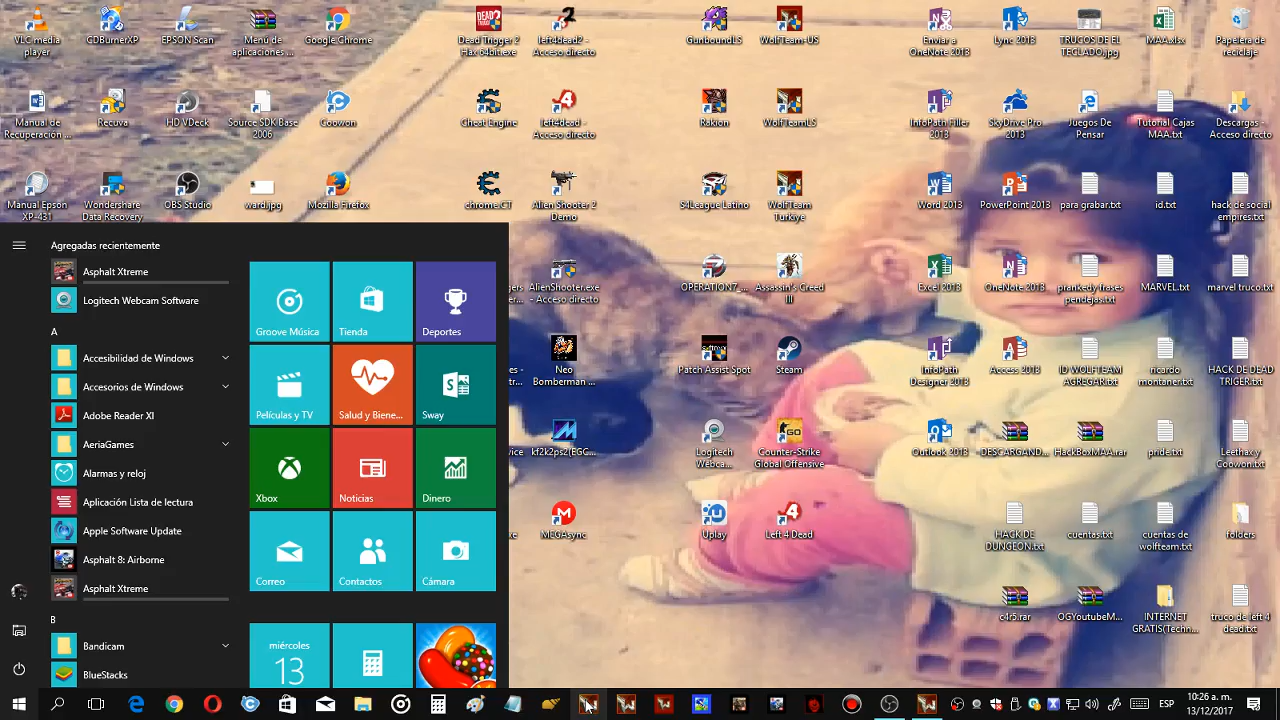 VLC media
player
CDBurnerXP
EPSON Scan
Menú de
aplicaciones ...
Google Chrome
Dead Trigger 2
Hax 64bit.exe
left4dead2 -
Acceso directo
GunboundLS
WolfTeam-US
Enviar a
OneNote 2013
Lync 2013
TRUCOS DE EL
TECLADO.jpg
MAA.xlsx
Papelera de
reciclaje
Manual de
Recuperación ...
Recuva
HD VDeck
Source SDK Base
2006
Coowon
Cheat Engine
left4dead -
Acceso directo
Rakion
WolfTeamLS
InfoPath Filler
2013
SkyDrive Pro
2013
Juegos De
Pensar
Tutorial Cajas
MAA.txt
Descargas -
Acceso directo
Manual Epson
XP-431
Wondershare
Data Recovery
OBS Studio
ward.jpg
Mozilla Firefox
chrome.CT
Alien Shooter 2
Demo
S4League Latino
WolfTeam
Turkiye
Word 2013
PowerPoint 2013
para grabar.txt
id.txt
hack de social
empires.txt
Agregadas recientemente
Asphalt Xtreme
Logitech Webcam Software
A
Accesibilidad de Windows
Accesorios de Windows
Adobe Reader XI
AeriaGames
Alarmas y reloj
Aplicación Lista de lectura
Apple Software Update
Asphalt 8: Airborne
Asphalt Xtreme
B
Bandicam
BlueStacks
Groove Música
Tienda
Deportes
Películas y TV
Salud y Biene...
Sway
Xbox
Noticias
Dinero
Correo
Contactos
Cámara
miércoles
13
AlienShooter.exe
- Acceso directo
OPERATION7_...
Assassin's Creed
III
Excel 2013
OneNote 2013
prankedy frases
pendejas.txt
MARVEL.txt
marvel truco.txt
Neo
Bomberman ...
Patch Assist Spot
Steam
InfoPath
Designer 2013
Access 2013
ID WOLFTEAM
AGREGAR.txt
ricardo
montaner.txt
HACK DE DEAD
TRIGER.txt
kf2k2ps2(EGC...
Logitech
Webca...
Counter-Strike
Global Offensive
Outlook 2013
DESCARGAND...
HackBoxMAA.rar
pride.txt
Leethax y
Coowon.txt
MEGAsync
Uplay
Left 4 Dead
HACK DE
DUNGEON.txt
cuentas.txt
cuentas de
wolfteam.txt
folders
c4r5.rar
OGYoutubeM...
INTERNET
GRATIS(Techn...
truco de left 4
dead.txt
ESP
10:26 a. m.
13/12/2017